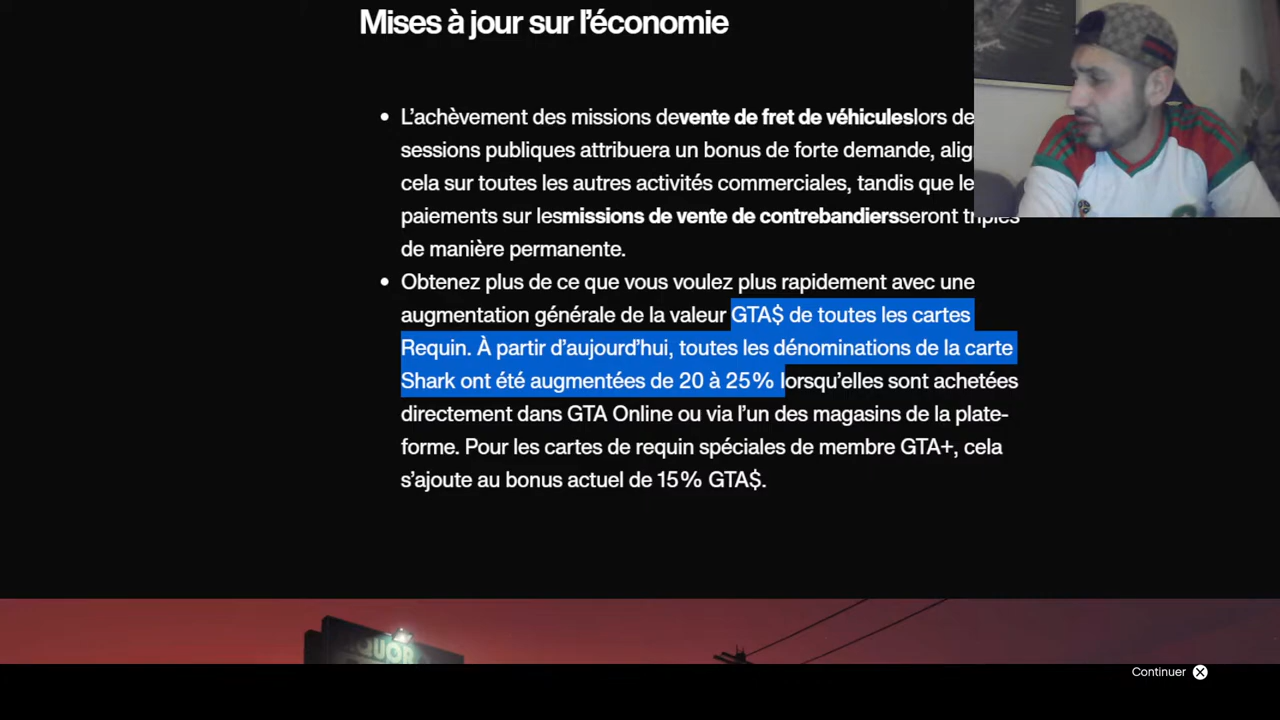 Mises à jour sur l’économie
L’achèvement des missions devente de fret de véhiculeslors de
sessions publiques attribuera un bonus de forte demande, alig
cela sur toutes les autres activités commerciales, tandis que le
paiements sur lesmissions de vente de contrebandiersseront triplés
de manière permanente.
Obtenez plus de ce que vous voulez plus rapidement avec une
augmentation générale de la valeur GTA$ de toutes les cartes
Requin. À partir d’aujourd’hui, toutes les dénominations de la carte
Shark ont été augmentées de 20 à 25% lorsqu’elles sont achetées
directement dans GTA Online ou via l’un des magasins de la plate-
forme. Pour les cartes de requin spéciales de membre GTA+, cela
s’ajoute au bonus actuel de 15% GTA$.
IQUOR
Continuer